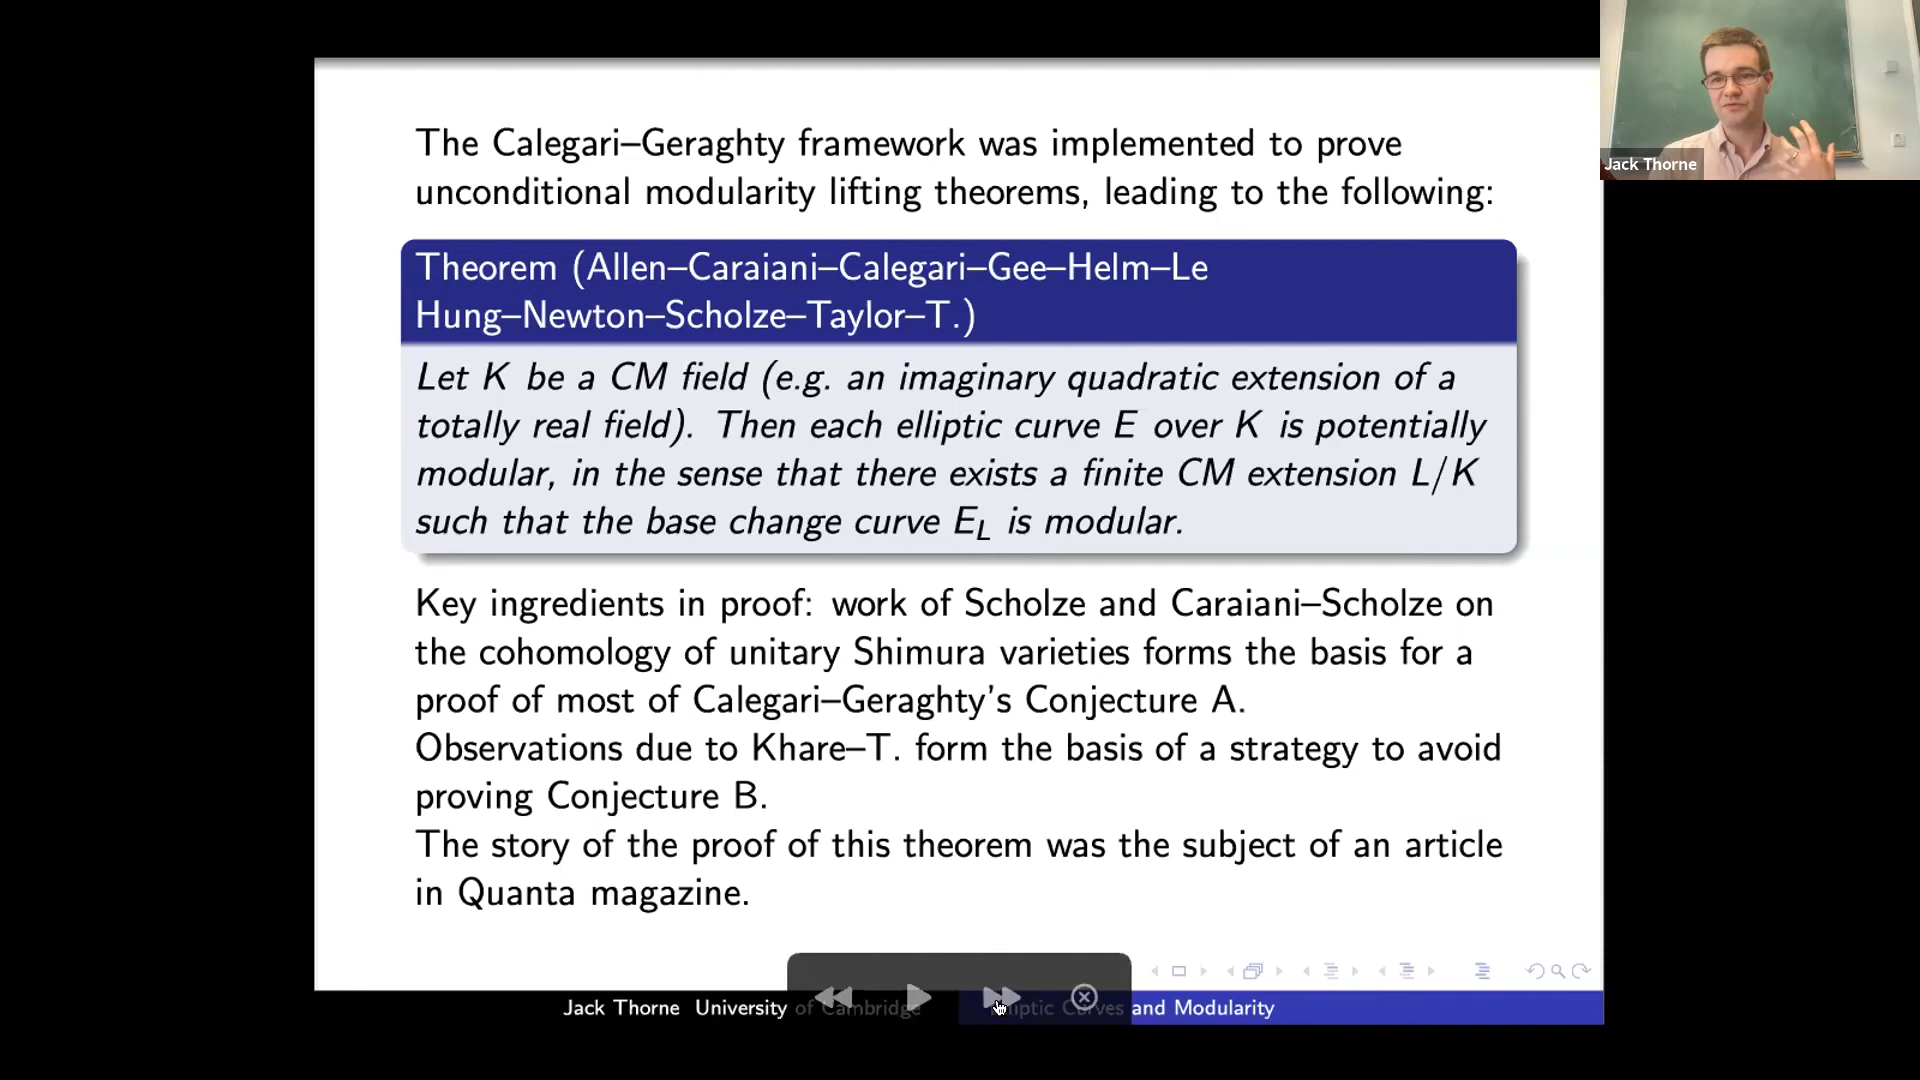 The Calegari–Geraghty framework was implemented to prove
unconditional modularity lifting theorems, leading to the following:
Theorem (Allen–Caraiani–Calegari–Gee–Helm–Le
Hung–Newton–Scholze–Taylor–T.)
Let K be a CM field (e.g. an imaginary quadratic extension of a
totally real field). Then each elliptic curve E over K is potentially
modular, in the sense that there exists a finite CM extension L/K
such that the base change curve E_L is modular.
Key ingredients in proof: work of Scholze and Caraiani–Scholze on
the cohomology of unitary Shimura varieties forms the basis for a
proof of most of Calegari–Geraghty's Conjecture A.
Observations due to Khare–T. form the basis of a strategy to avoid
proving Conjecture B.
The story of the proof of this theorem was the subject of an article
in Quanta magazine.
Jack Thorne University of Cambridge
Elliptic Curves and Modularity
Jack Thorne